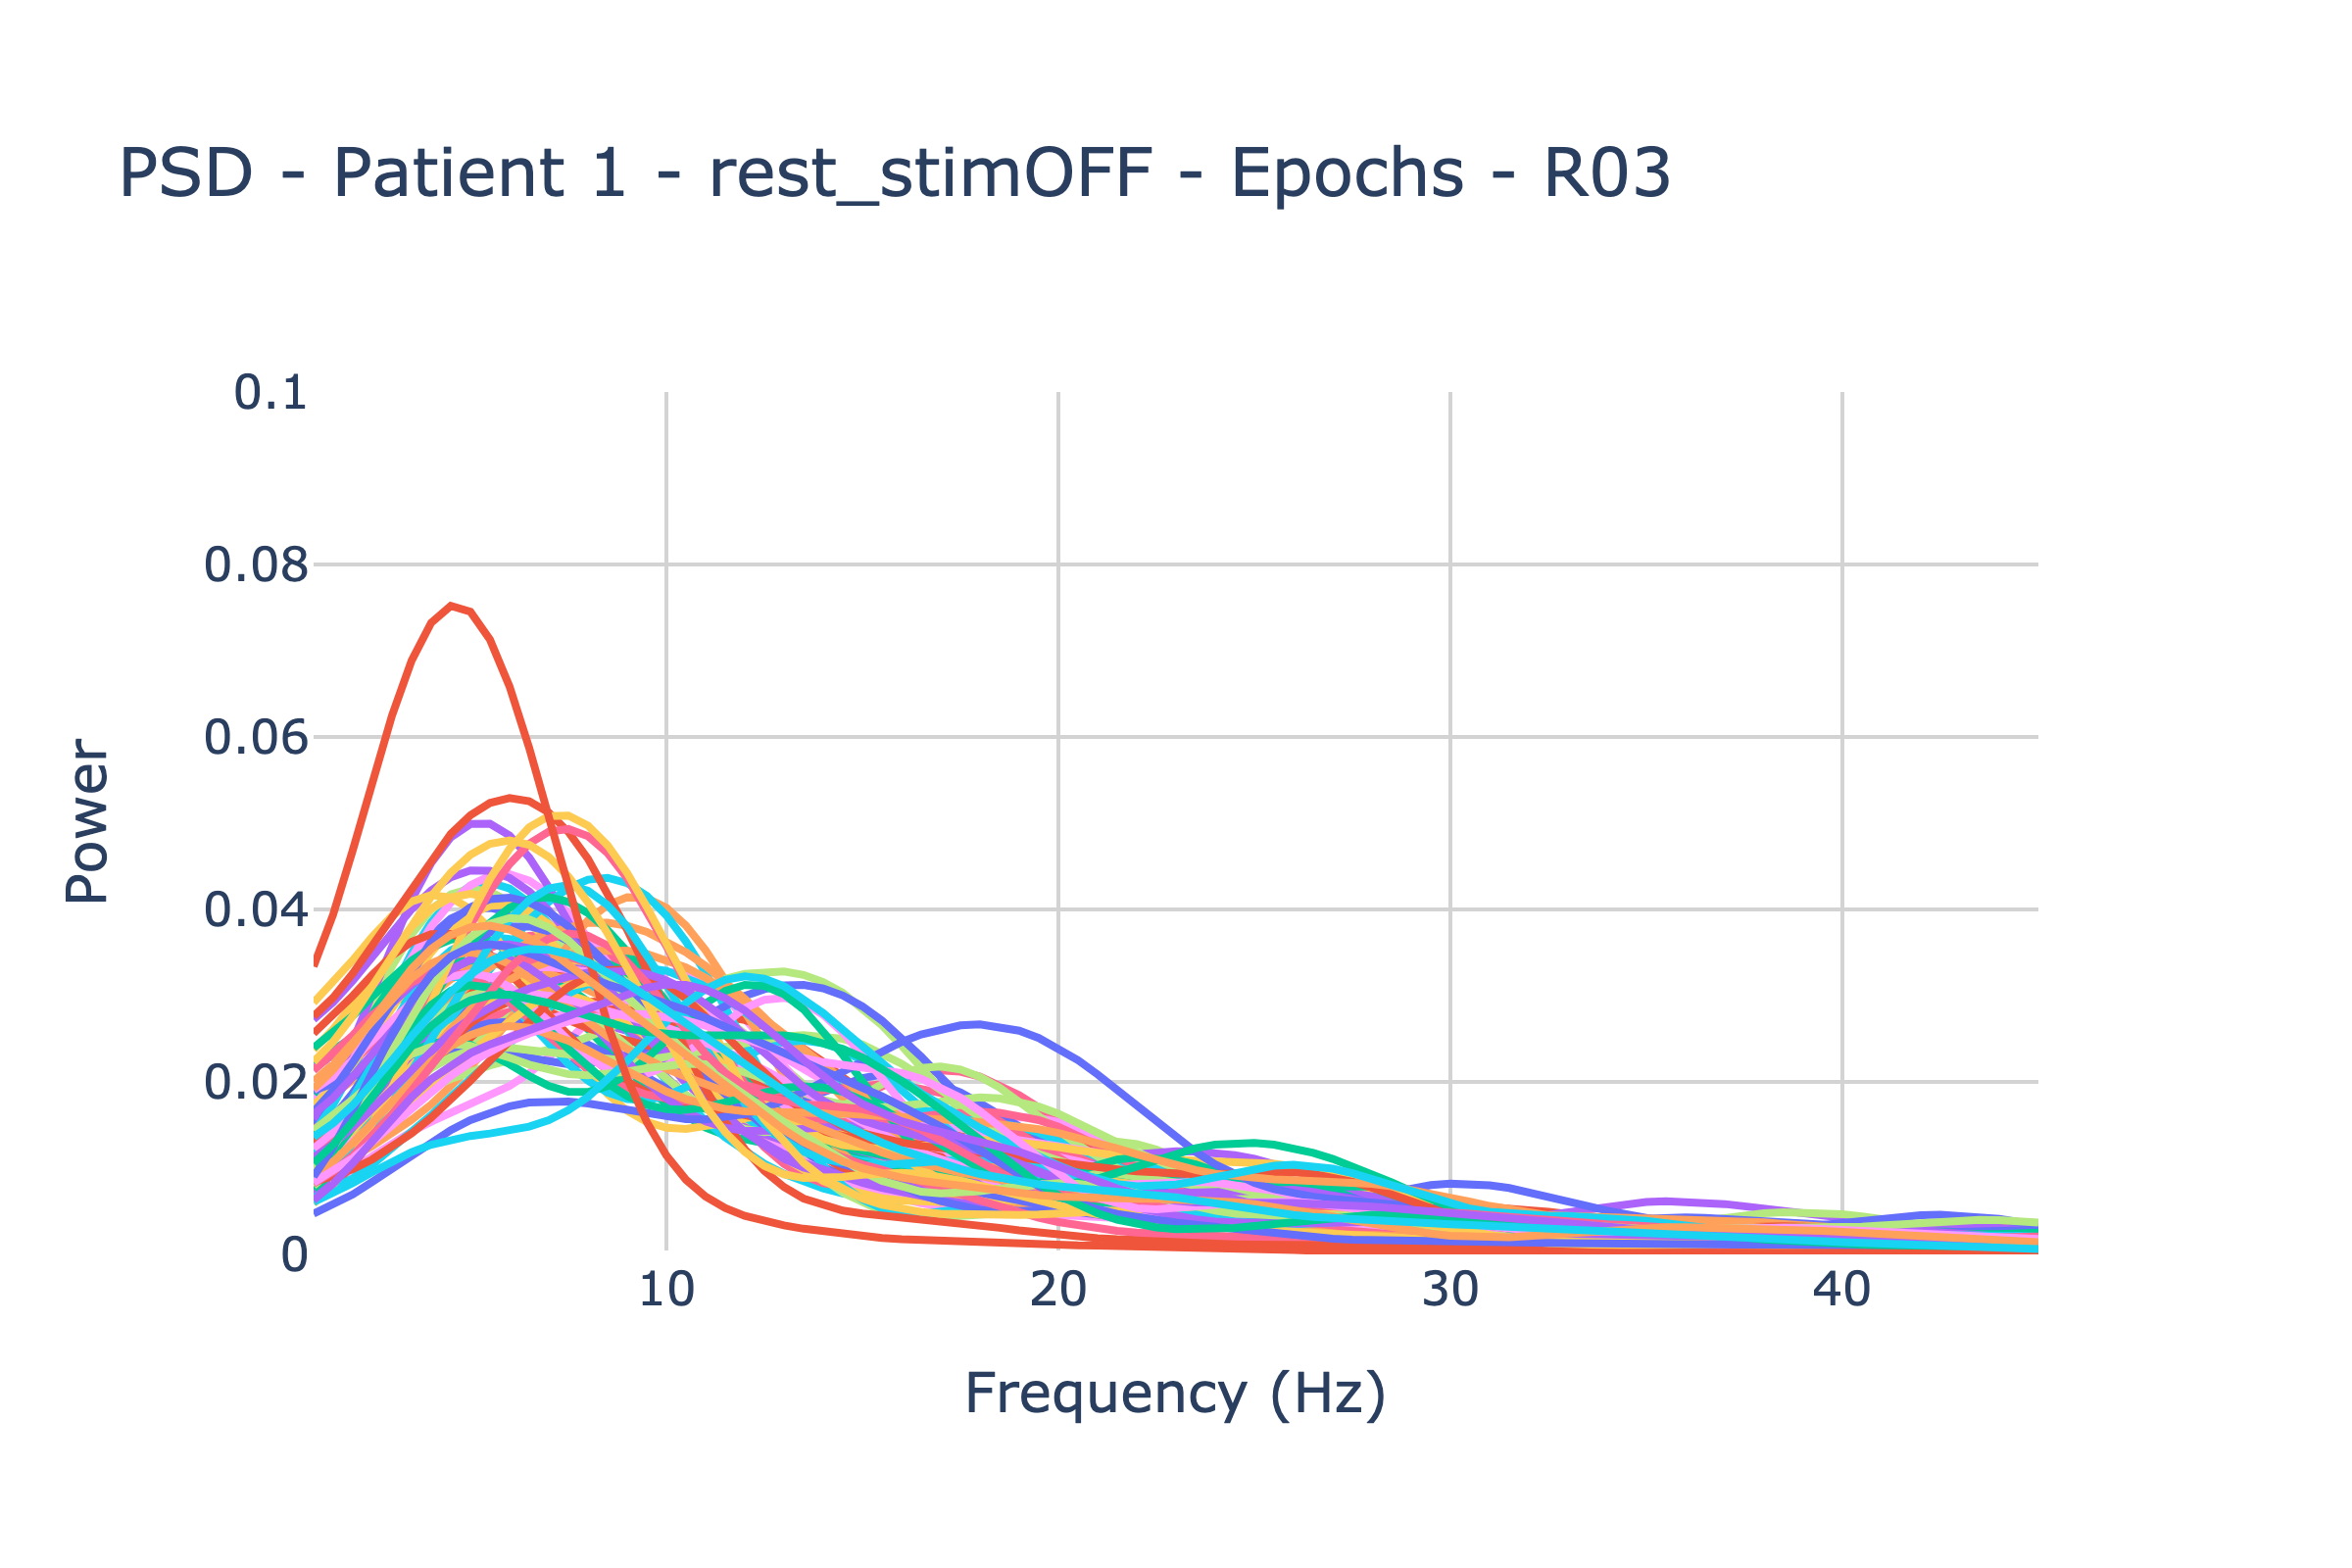 PSD - Patient 1 - rest_stimOFF - Epochs - R03
0.1
0.08
0.06
0.04
0.02
0
Power
10 20 30 40
Frequency (Hz)